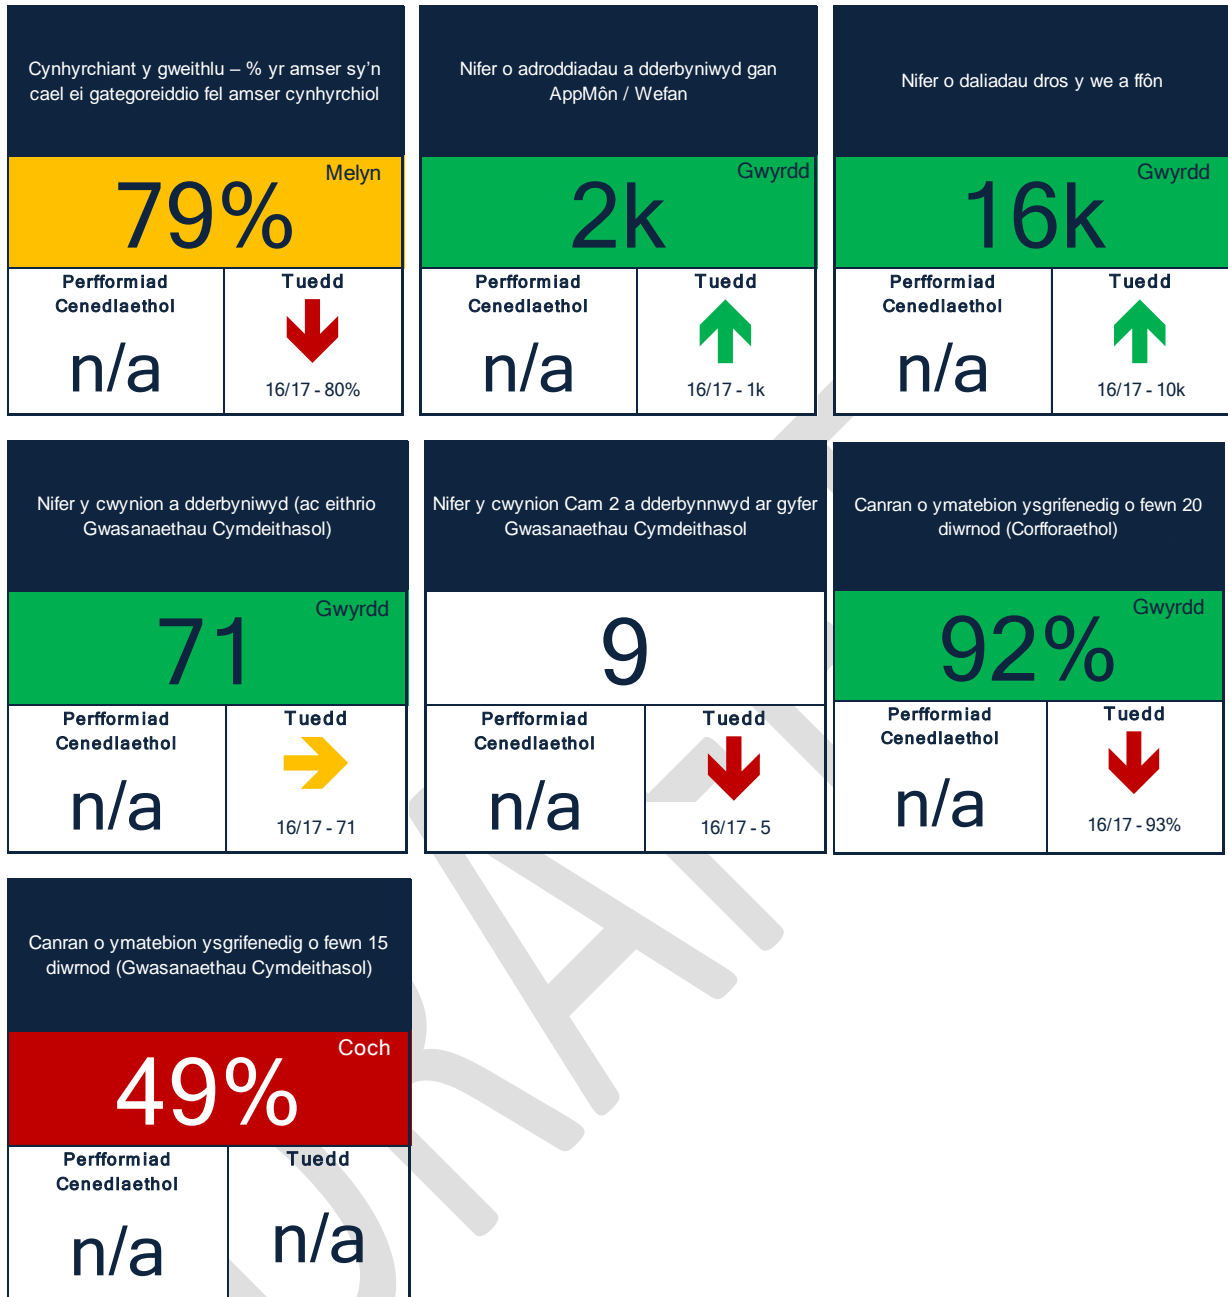 Cynhyrchiant y gweithlu – % yr amser sy'n
cael ei gategoreiddio fel amser cynhyrchiol
Melyn
79%
Perfformiad
Cenedlaethol
n/a
Tuedd
16/17 - 80%
Nifer o adroddiadau a dderbyniwyd gan
AppMôn / Wefan
Gwyrdd
2k
Perfformiad
Cenedlaethol
n/a
Tuedd
16/17 - 1k
Nifer o daliadau dros y we a ffôn
Gwyrdd
16k
Perfformiad
Cenedlaethol
n/a
Tuedd
16/17 - 10k
Nifer y cwynion a dderbyniwyd (ac eithrio
Gwasanaethau Cymdeithasol)
Gwyrdd
71
Perfformiad
Cenedlaethol
n/a
Tuedd
16/17 - 71
Nifer y cwynion Cam 2 a dderbynnwyd ar gyfer
Gwasanaethau Cymdeithasol
9
Perfformiad
Cenedlaethol
n/a
Tuedd
16/17 - 5
Canran o ymatebion ysgrifenedig o fewn 20
diwrnod (Corfforaethol)
Gwyrdd
92%
Perfformiad
Cenedlaethol
n/a
Tuedd
16/17 - 93%
Canran o ymatebion ysgrifenedig o fewn 15
diwrnod (Gwasanaethau Cymdeithasol)
Coch
49%
Perfformiad
Cenedlaethol
n/a
Tuedd
n/a
DRAFT